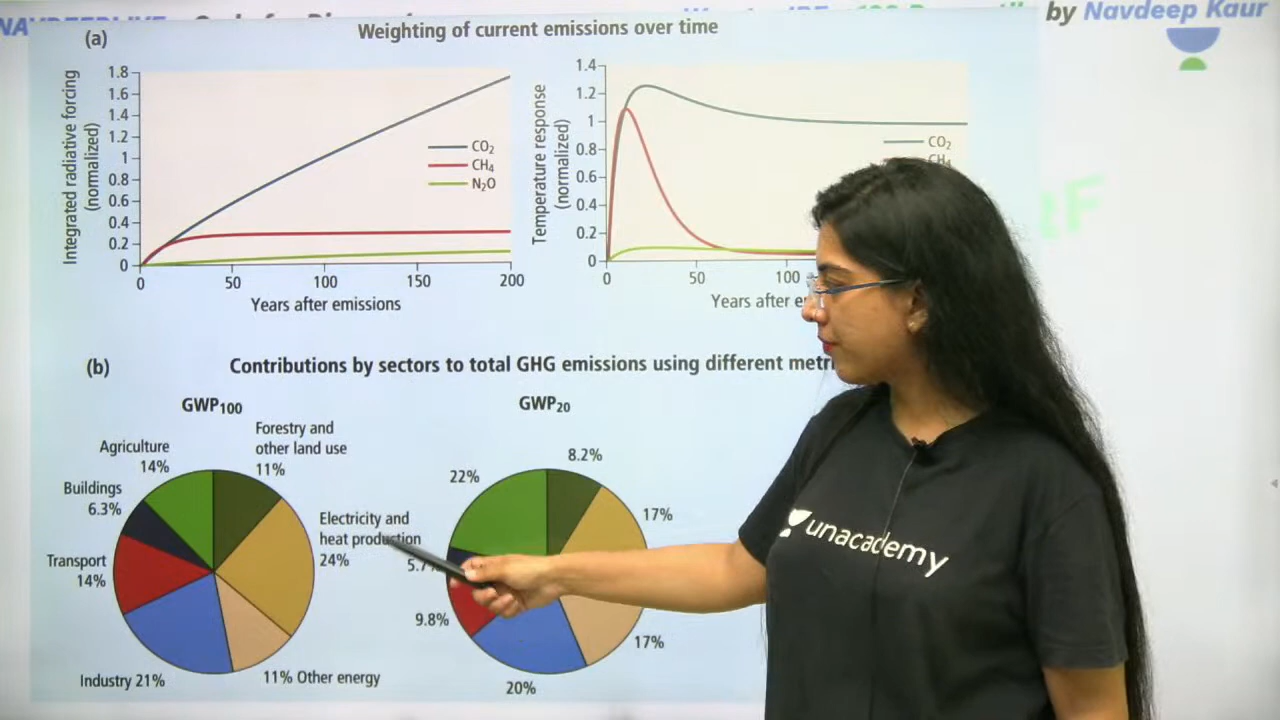 by Navdeep Kaur
(a)
Weighting of current emissions over time
Integrated radiative forcing
(normalized)
1.8
1.6
1.4
1.2
1
0.8
0.6
0.4
0.2
0
0 50 100 150 200
Years after emissions
CO₂
CH₄
N₂O
Temperature response
(normalized)
1.4
1.2
1
0.8
0.6
0.4
0.2
0
0 50 100
Years after
CO₂
CH₄
(b)
Contributions by sectors to total GHG emissions using different
GWP₁₀₀
Forestry and
other land use
11%
Agriculture
14%
Buildings
6.3%
Transport
14%
Industry 21%
11% Other energy
Electricity and
heat production
24%
GWP₂₀
8.2%
22%
17%
5.7
9.8%
17%
20%
unacademy